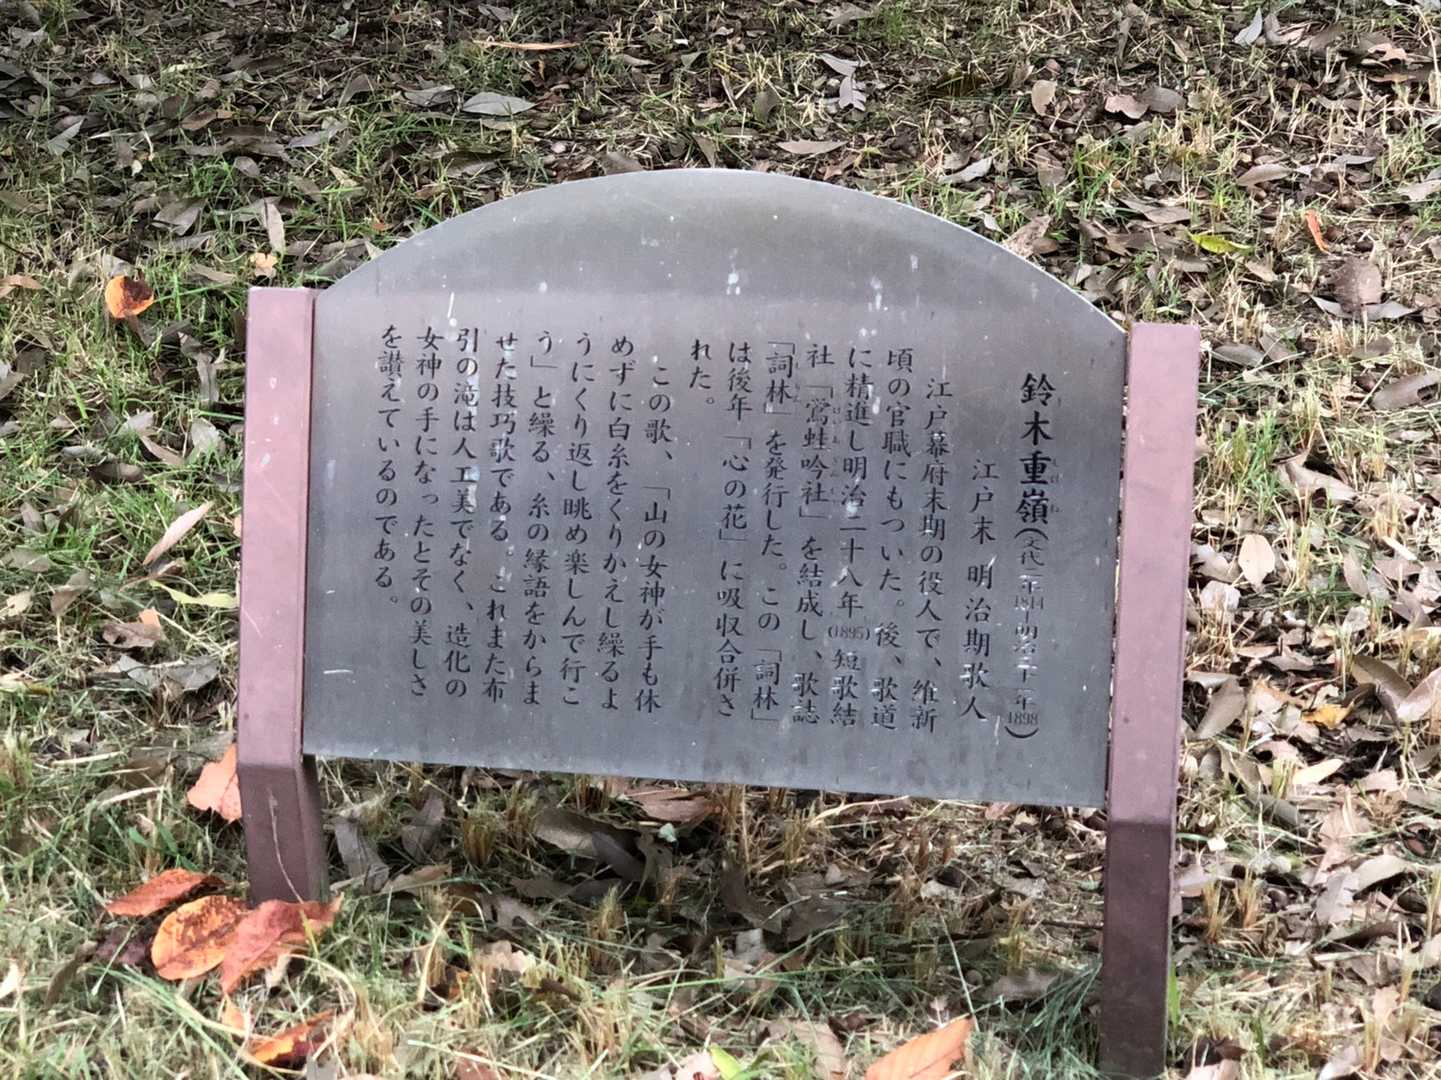 鈴木重嶺(文化十一年1814―明治三十一年1898)
江戸末 明治期歌人
江戸幕府末期の役人で、維新
頃の官職にもついた。後、歌道
に精進し明治二十八年(1895)短歌結
社「鶯蛙吟社」を結成し、歌誌
「詞林」を発行した。この「詞林」
は後年「心の花」に吸収合併さ
れた。
この歌、「山の女神が手も休
めずに白糸をくりかえし繰るよ
うにくり返し眺め楽しんで行こ
う」と繰る、糸の縁語をからま
せた技巧歌である。これまた布
引の滝は人工美でなく、造化の
女神の手になったとその美しさ
を讃えているのである。